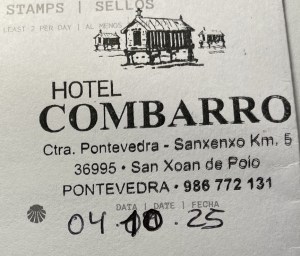 STAMPS | SELLOS
LEAST 2 PER DAY | AL MENOS
HOTEL
COMBARRO
Ctra. Pontevedra - Sanxenxo Km. 5
36995 • San Xoan de Poio
PONTEVEDRA • 986 772 131
DATA | DATE | FECHA
04. 10 .25